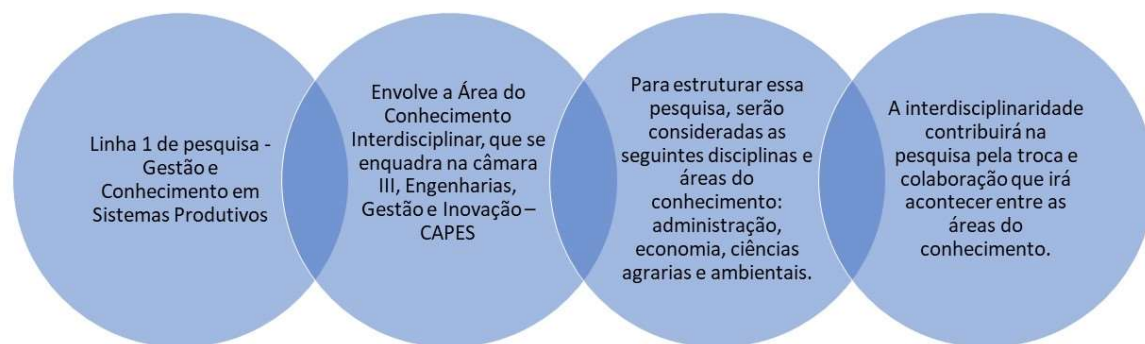 Linha 1 de pesquisa -
Gestão e
Conhecimento em
Sistemas Produtivos
Envolve a Área do
Conhecimento
Interdisciplinar, que se
enquadra na câmara
III, Engenharias,
Gestão e Inovação –
CAPES
Para estruturar essa
pesquisa, serão
consideradas as
seguintes disciplinas e
áreas do
conhecimento:
administração,
economia, ciências
agrarias e ambientais.
A interdisciplinaridade
contribuirá na
pesquisa pela troca e
colaboração que irá
acontecer entre as
áreas do
conhecimento.